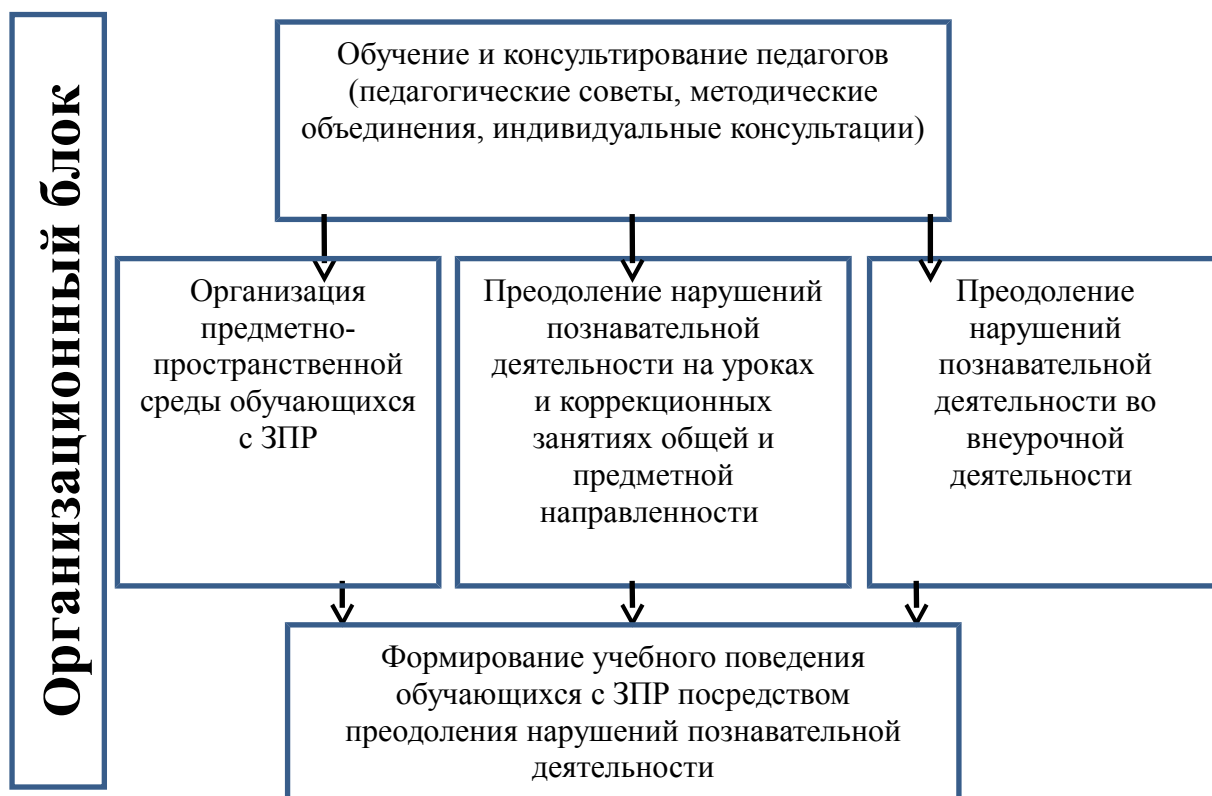 Организационный блок
Обучение и консультирование педагогов
(педагогические советы, методические
объединения, индивидуальные консультации)
Организация
предметно-
пространственной
среды обучающихся
с ЗПР
Преодоление нарушений
познавательной
деятельности на уроках
и коррекционных
занятиях общей и
предметной
направленности
Преодоление
нарушений
познавательной
деятельности во
внеурочной
деятельности
Формирование учебного поведения
обучающихся с ЗПР посредством
преодоления нарушений познавательной
деятельности